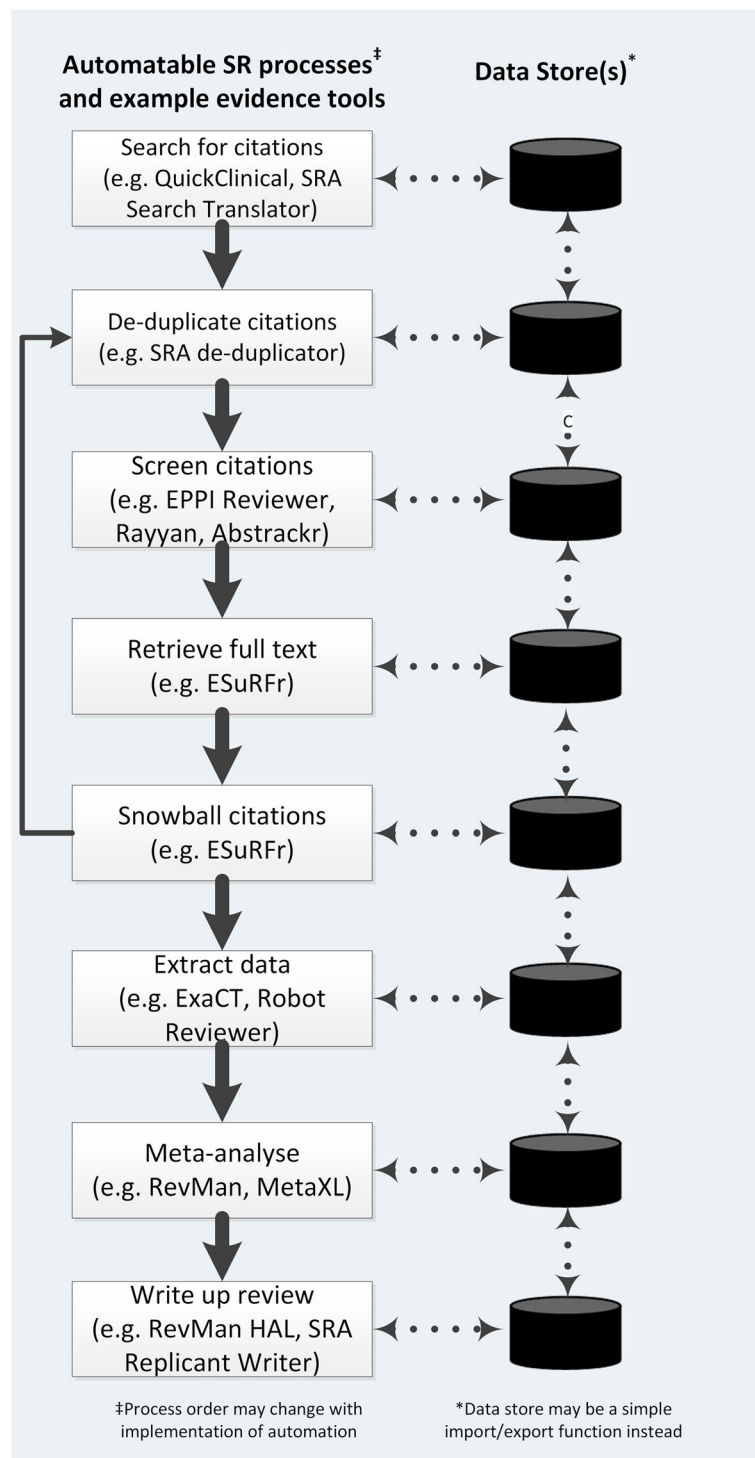 Automatable SR processes‡
and example evidence tools
Data Store(s)*
Search for citations
(e.g. QuickClinical, SRA
Search Translator)
De-duplicate citations
(e.g. SRA de-duplicator)
C
Screen citations
(e.g. EPPI Reviewer,
Rayyan, Abstrackr)
Retrieve full text
(e.g. ESuRFr)
Snowball citations
(e.g. ESuRFr)
Extract data
(e.g. ExaCT, Robot
Reviewer)
Meta-analyse
(e.g. RevMan, MetaXL)
Write up review
(e.g. RevMan HAL, SRA
Replicant Writer)
‡Process order may change with
implementation of automation
*Data store may be a simple
import/export function instead